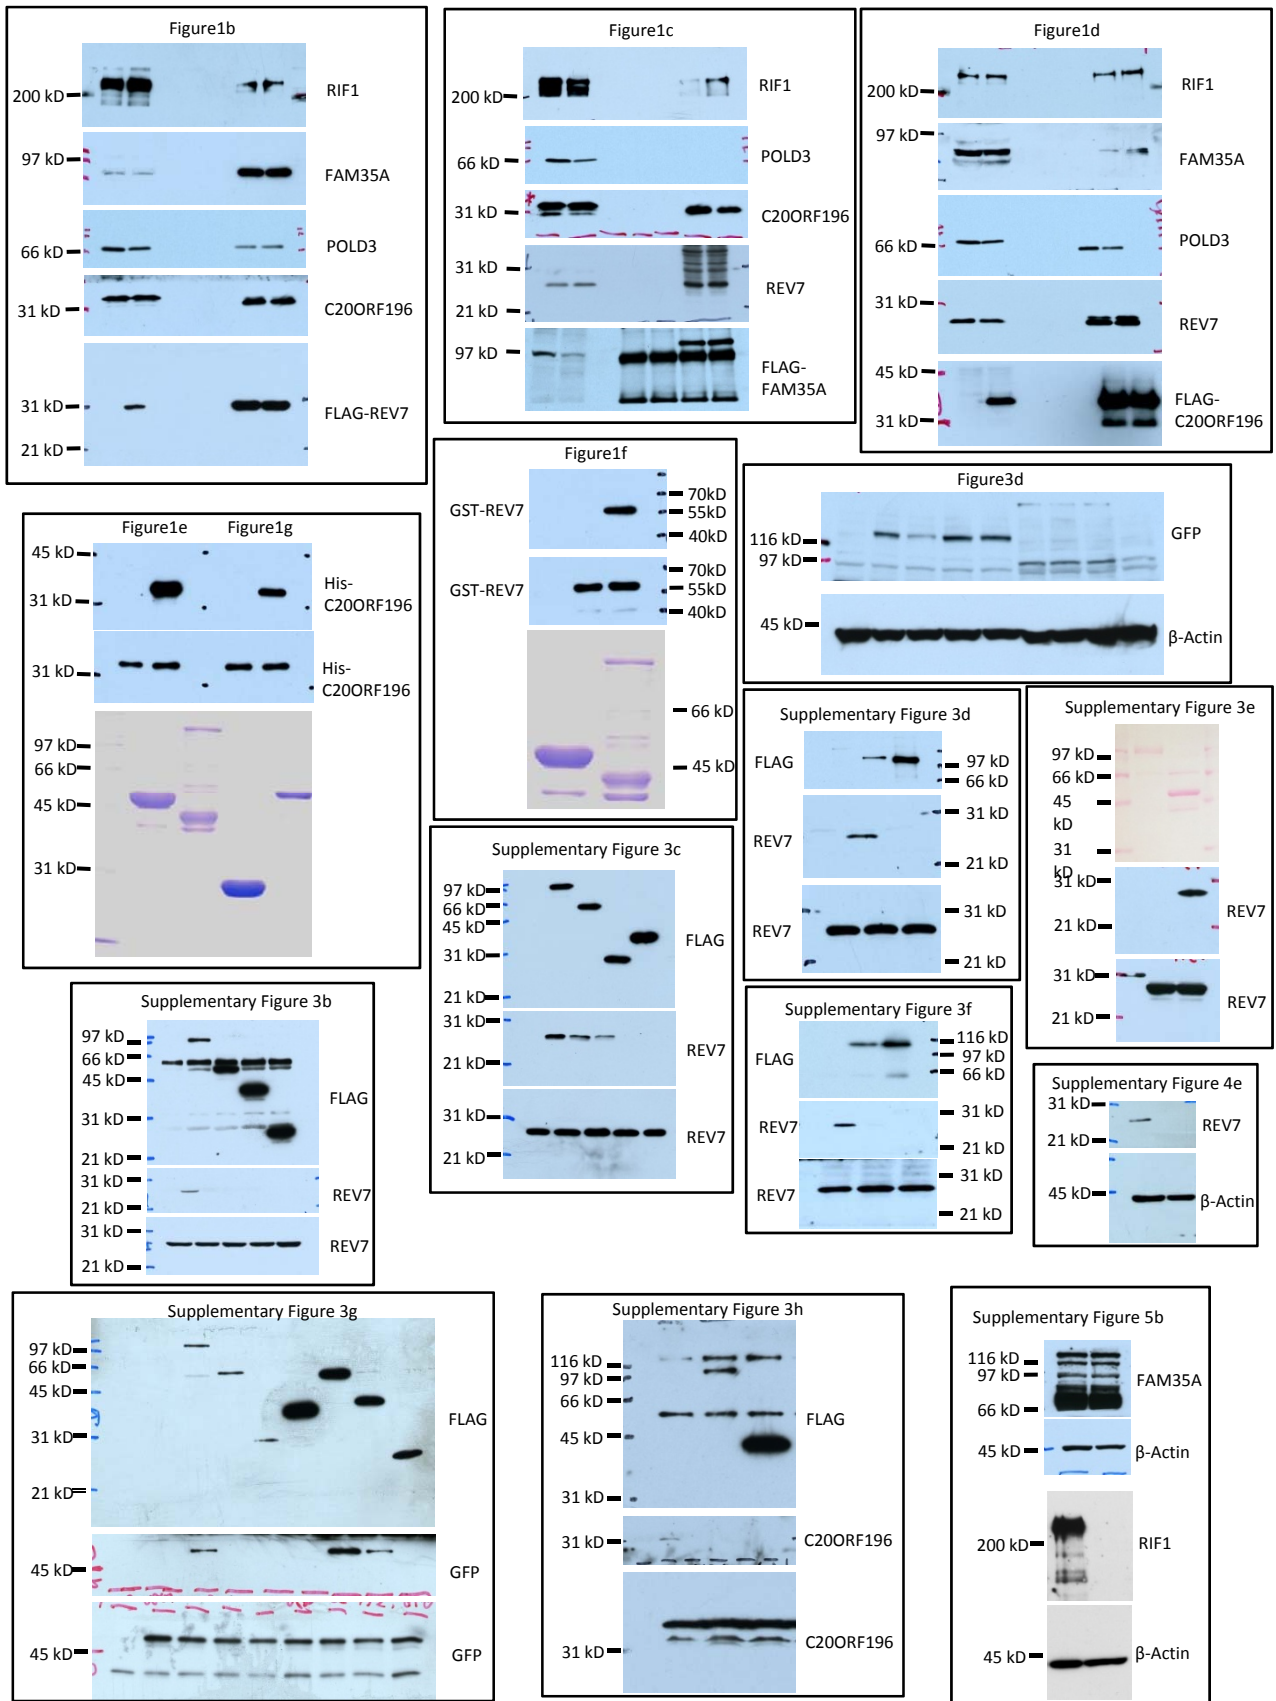 Figure1b
200 kD
RIF1
97 kD
FAM35A
66 kD
POLD3
31 kD
C20ORF196
31 kD
FLAG-REV7
21 kD
Figure1c
200 kD
RIF1
66 kD
POLD3
31 kD
C20ORF196
31 kD
REV7
21 kD
97 kD
FLAG-
FAM35A
Figure1d
200 kD
RIF1
97 kD
FAM35A
66 kD
POLD3
31 kD
REV7
45 kD
FLAG-
C20ORF196
31 kD
Figure1e
Figure1g
45 kD
His-
C20ORF196
31 kD
31 kD
His-
C20ORF196
97 kD
66 kD
45 kD
31 kD
Figure1f
GST-REV7
70kD
55kD
40kD
GST-REV7
70kD
55kD
40kD
66 kD
45 kD
Figure3d
116 kD
GFP
97 kD
45 kD
β-Actin
Supplementary Figure 3d
FLAG
97 kD
66 kD
31 kD
REV7
21 kD
31 kD
REV7
21 kD
Supplementary Figure 3e
97 kD
66 kD
45
kD
31
kD
31 kD
REV7
21 kD
31 kD
REV7
21 kD
Supplementary Figure 3c
97 kD
66 kD
45 kD
FLAG
31 kD
21 kD
31 kD
REV7
21 kD
31 kD
REV7
21 kD
Supplementary Figure 3b
97 kD
66 kD
45 kD
FLAG
31 kD
21 kD
31 kD
REV7
21 kD
31 kD
REV7
21 kD
Supplementary Figure 3f
116 kD
FLAG
97 kD
66 kD
31 kD
REV7
21 kD
31 kD
REV7
21 kD
Supplementary Figure 4e
31 kD
REV7
21 kD
45 kD
β-Actin
Supplementary Figure 3g
97 kD
66 kD
45 kD
FLAG
31 kD
21 kD
45 kD
GFP
45 kD
GFP
Supplementary Figure 3h
116 kD
97 kD
66 kD
FLAG
45 kD
31 kD
31 kD
C20ORF196
C20ORF196
31 kD
Supplementary Figure 5b
116 kD
97 kD
FAM35A
66 kD
45 kD
β-Actin
200 kD
RIF1
45 kD
β-Actin